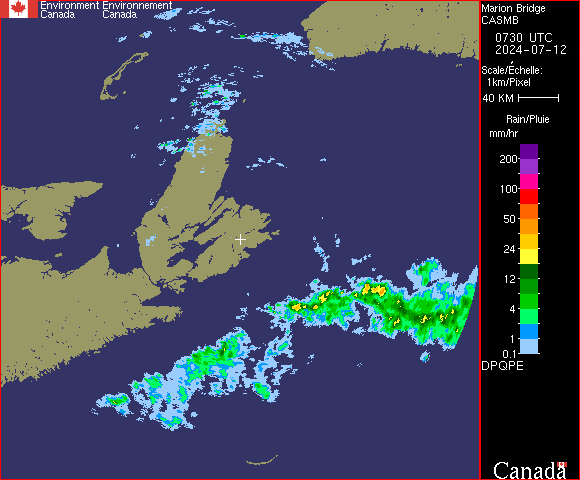 Environment Environnement
Canada Canada
Marion Bridge
CASMB
0730 UTC
2024-07-12
Scale/Échelle:
1km/Pixel
40 KM
Rain/Pluie
mm/hr
200
100
50
24
12
4
1
0.1
DPQPE
Canada